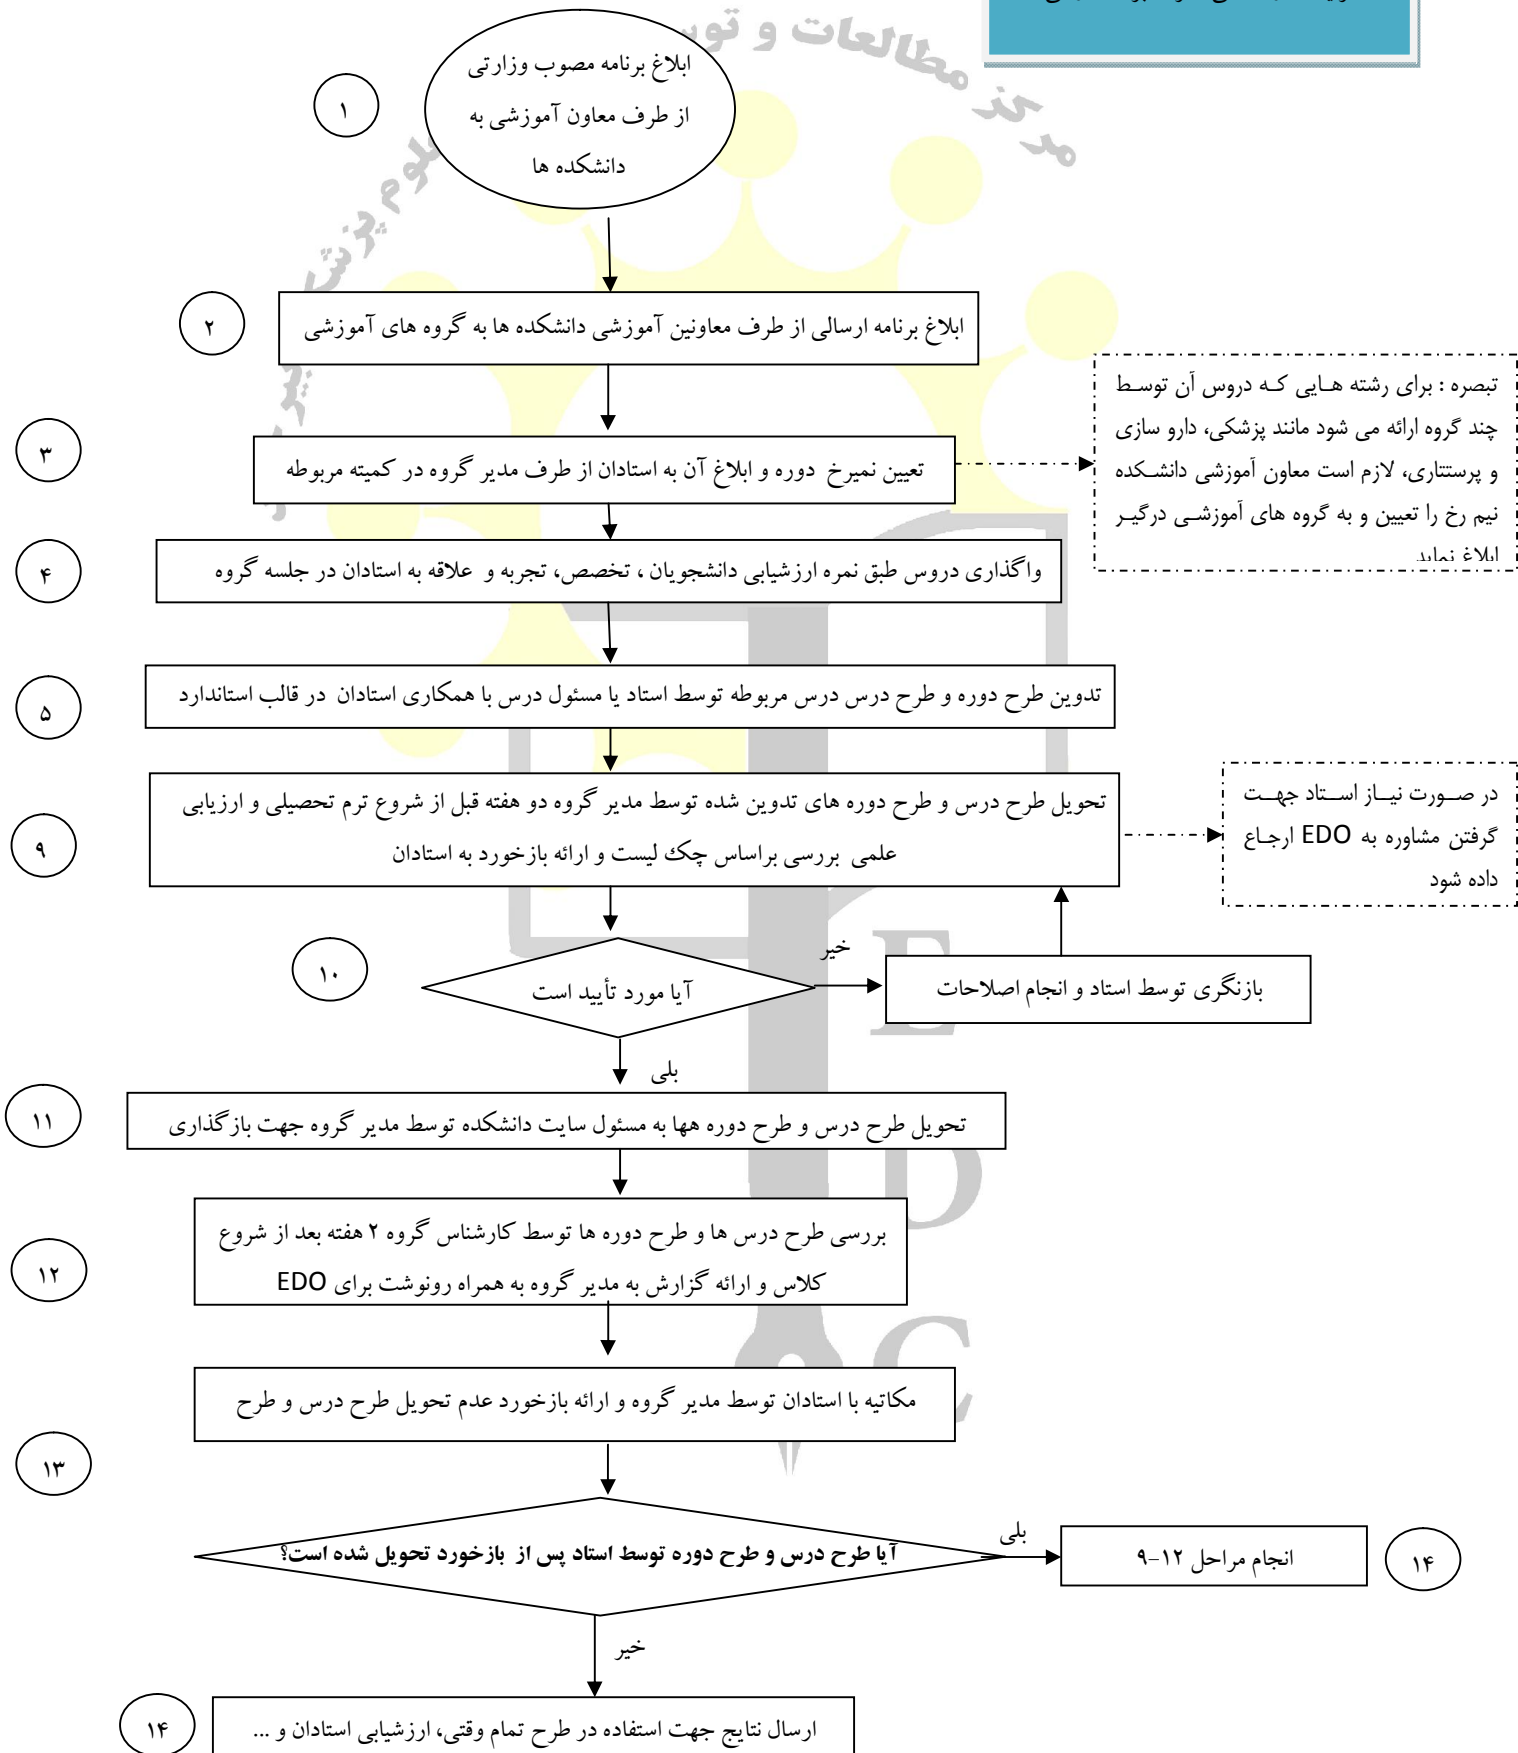 مرکز مطالعات و
ابلاغ برنامه مصوب وزارتی
از طرف معاون آموزشی به
دانشکده ها
۱
ابلاغ برنامه ارسالی از طرف معاونین آموزشی دانشکده ها به گروه های آموزشی
۲
تعیین نمیرخ دوره و ابلاغ آن به استادان از طرف مدیر گروه در کمیته مربوطه
۳
تبصره : برای رشته هایی که دروس آن توسط
چند گروه ارائه می شود مانند پزشکی، دارو سازی
و پرستتاری، لازم است معاون آموزشی دانشکده
نیم رخ را تعیین و به گروه های آموزشی درگیر
ابلاغ نماید
واگذاری دروس طبق نمره ارزشیابی دانشجویان ، تخصص، تجربه و علاقه به استادان در جلسه گروه
۴
تدوین طرح دوره و طرح درس درس مربوطه توسط استاد یا مسئول درس با همکاری استادان در قالب استاندارد
۵
تحویل طرح درس و طرح دوره های تدوین شده توسط مدیر گروه دو هفته قبل از شروع ترم تحصیلی و ارزیابی
علمی بررسی براساس چک لیست و ارائه بازخورد به استادان
۹
در صورت نیاز استاد جهت
گرفتن مشاوره به EDO ارجاع
داده شود
آیا مورد تأیید است
۱۰
خیر
بازنگری توسط استاد و انجام اصلاحات
بلی
تحویل طرح درس و طرح دوره هها به مسئول سایت دانشکده توسط مدیر گروه جهت بازگذاری
۱۱
بررسی طرح درس ها و طرح دوره ها توسط کارشناس گروه ۲ هفته بعد از شروع
کلاس و ارائه گزارش به مدیر گروه به همراه رونوشت برای EDO
۱۲
مکاتیه با استادان توسط مدیر گروه و ارائه بازخورد عدم تحویل طرح درس و طرح
۱۳
آیا طرح درس و طرح دوره توسط استاد پس از بازخورد تحویل شده است؟
بلی
انجام مراحل ۱۲-۹
۱۴
خیر
ارسال نتایج جهت استفاده در طرح تمام وقتی، ارزشیابی استادان و ...
۱۴
E
D
C